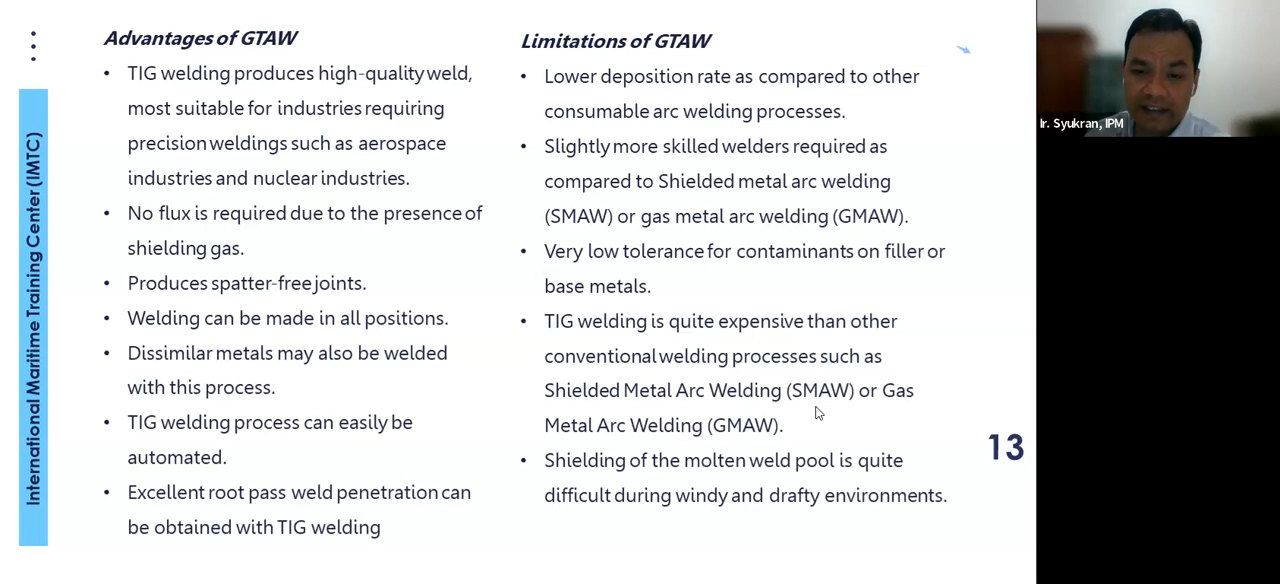 Advantages of GTAW
• TIG welding produces high-quality weld,
most suitable for industries requiring
precision weldings such as aerospace
industries and nuclear industries.
• No flux is required due to the presence of
shielding gas.
• Produces spatter-free joints.
• Welding can be made in all positions.
• Dissimilar metals may also be welded
with this process.
• TIG welding process can easily be
automated.
• Excellent root pass weld penetration can
be obtained with TIG welding
Limitations of GTAW
• Lower deposition rate as compared to other
consumable arc welding processes.
• Slightly more skilled welders required as
compared to Shielded metal arc welding
(SMAW) or gas metal arc welding (GMAW).
• Very low tolerance for contaminants on filler or
base metals.
• TIG welding is quite expensive than other
conventional welding processes such as
Shielded Metal Arc Welding (SMAW) or Gas
Metal Arc Welding (GMAW).
• Shielding of the molten weld pool is quite
difficult during windy and drafty environments.
International Maritime Training Center (IMTC)
13
Ir. Syukran, IPM